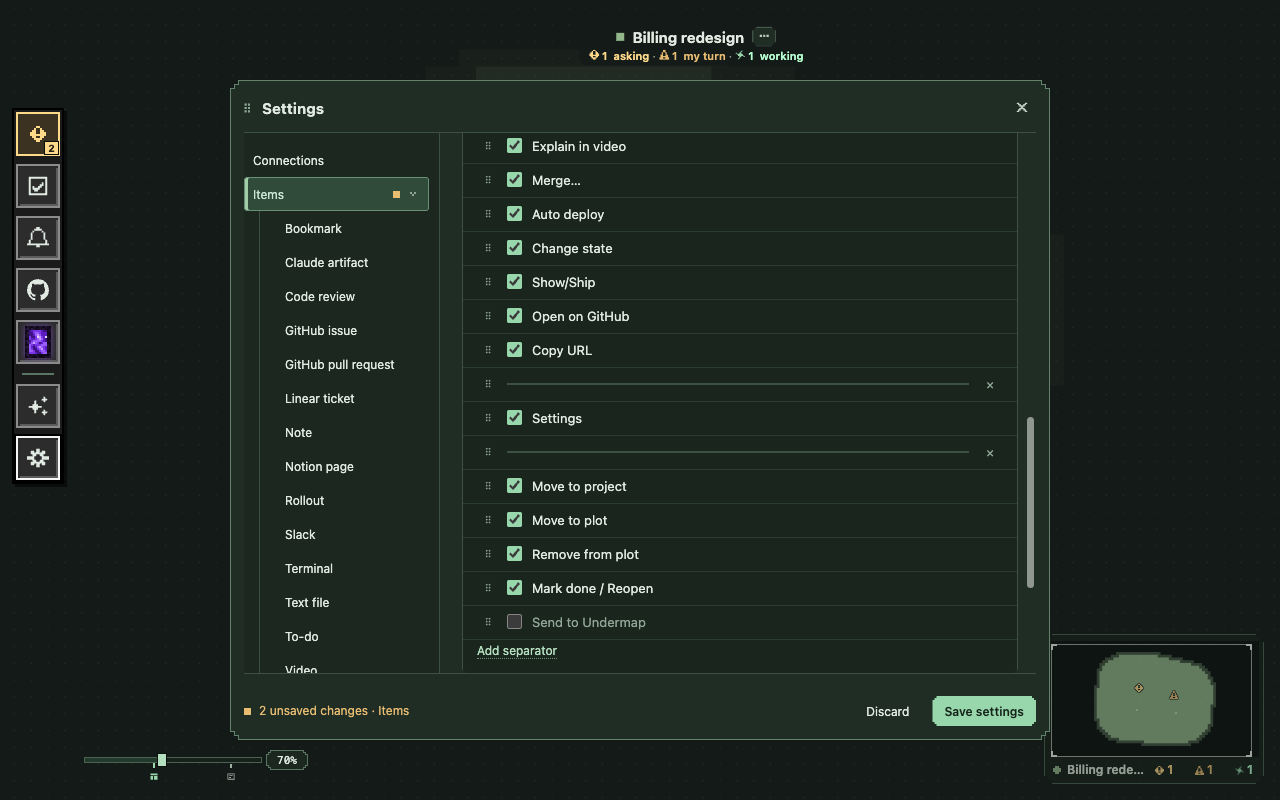 Billing redesign ···
1 asking · 1 my turn · 1 working
Settings
2
Connections
Items
Bookmark
Claude artifact
Code review
GitHub issue
GitHub pull request
Linear ticket
Note
Notion page
Rollout
Slack
Terminal
Text file
To-do
Video
Explain in video
Merge...
Auto deploy
Change state
Show/Ship
Open on GitHub
Copy URL
Settings
Move to project
Move to plot
Remove from plot
Mark done / Reopen
Send to Undermap
Add separator
2 unsaved changes · Items
Discard
Save settings
70%
Billing rede... 1 1 1